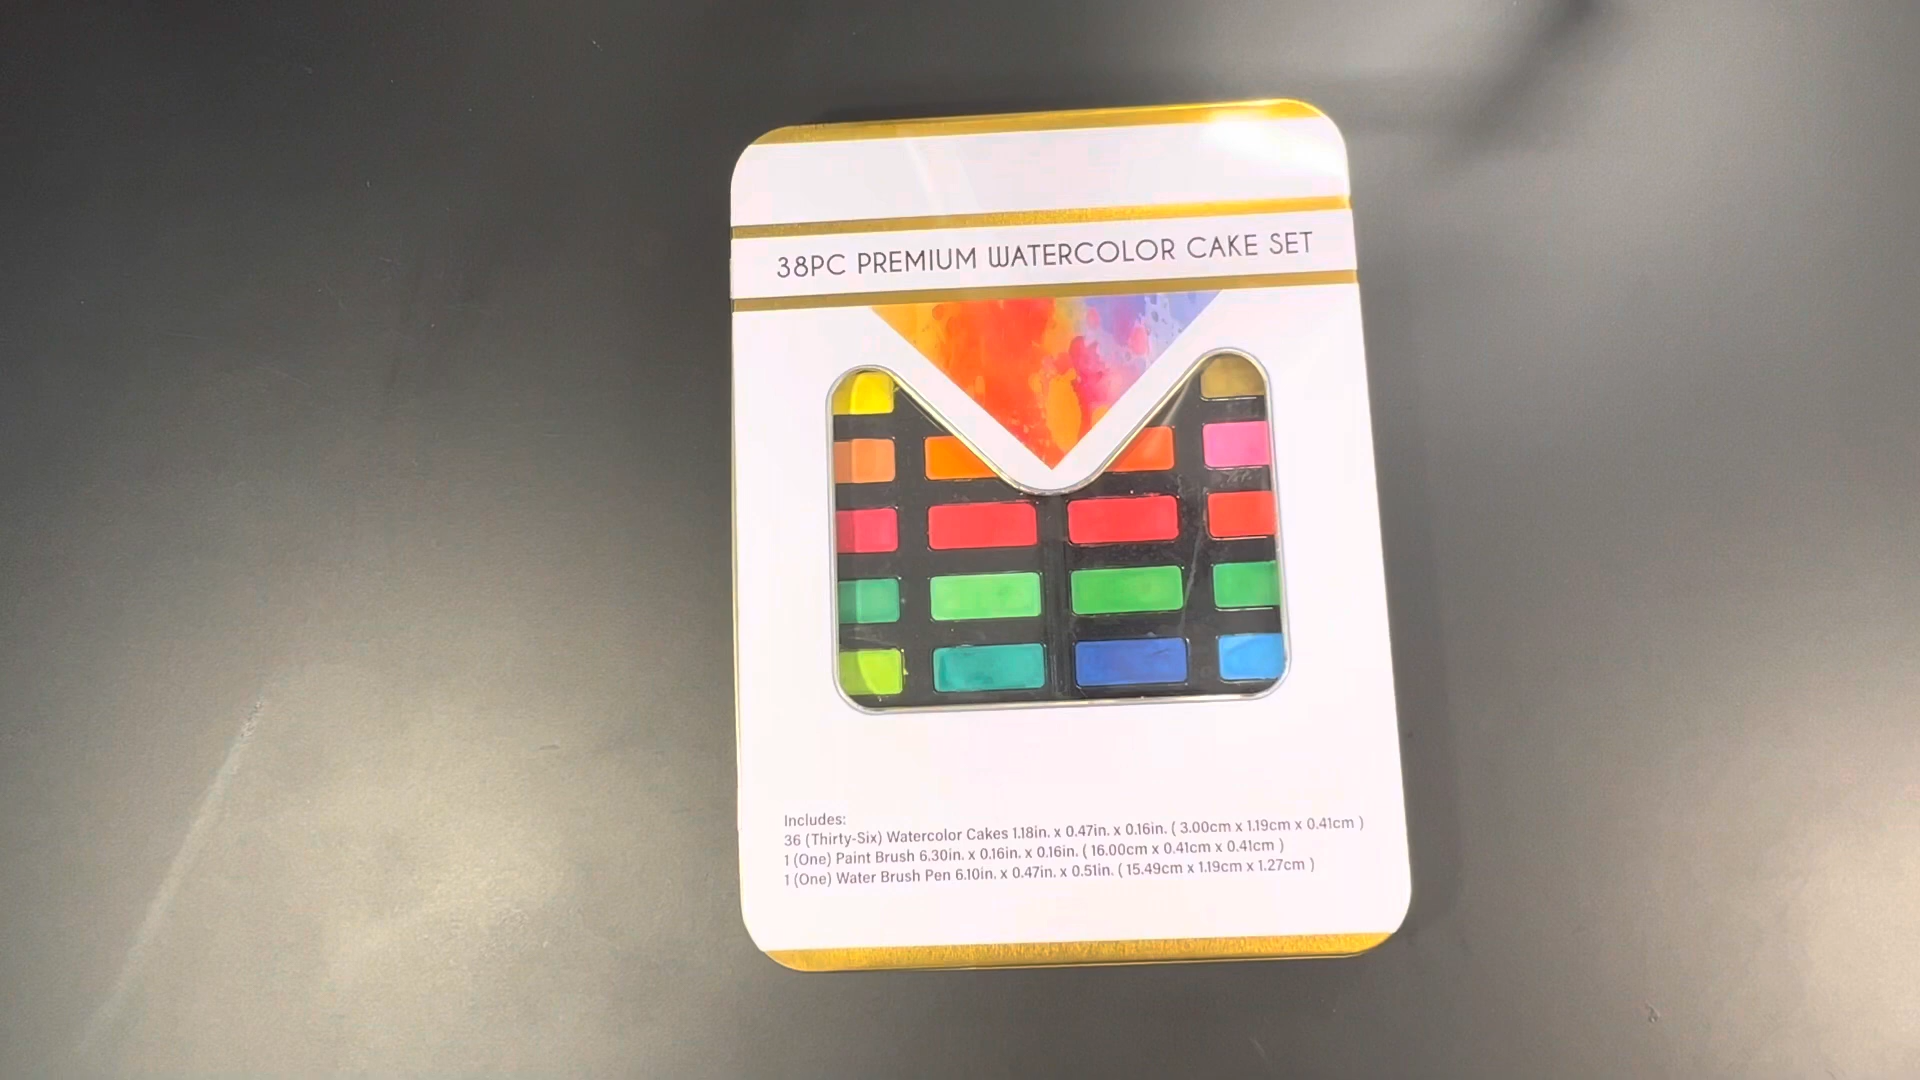 38PC PREMIUM WATERCOLOR CAKE SET
Includes:
36 (Thirty-Six) Watercolor Cakes 1.18in. x 0.47in. x 0.16in. ( 3.00cm x 1.19cm x 0.41cm )
1 (One) Paint Brush 6.30in. x 0.16in. x 0.16in. ( 16.00cm x 0.41cm x 0.41cm )
1 (One) Water Brush Pen 6.10in. x 0.47in. x 0.51in. ( 15.49cm x 1.19cm x 1.27cm )